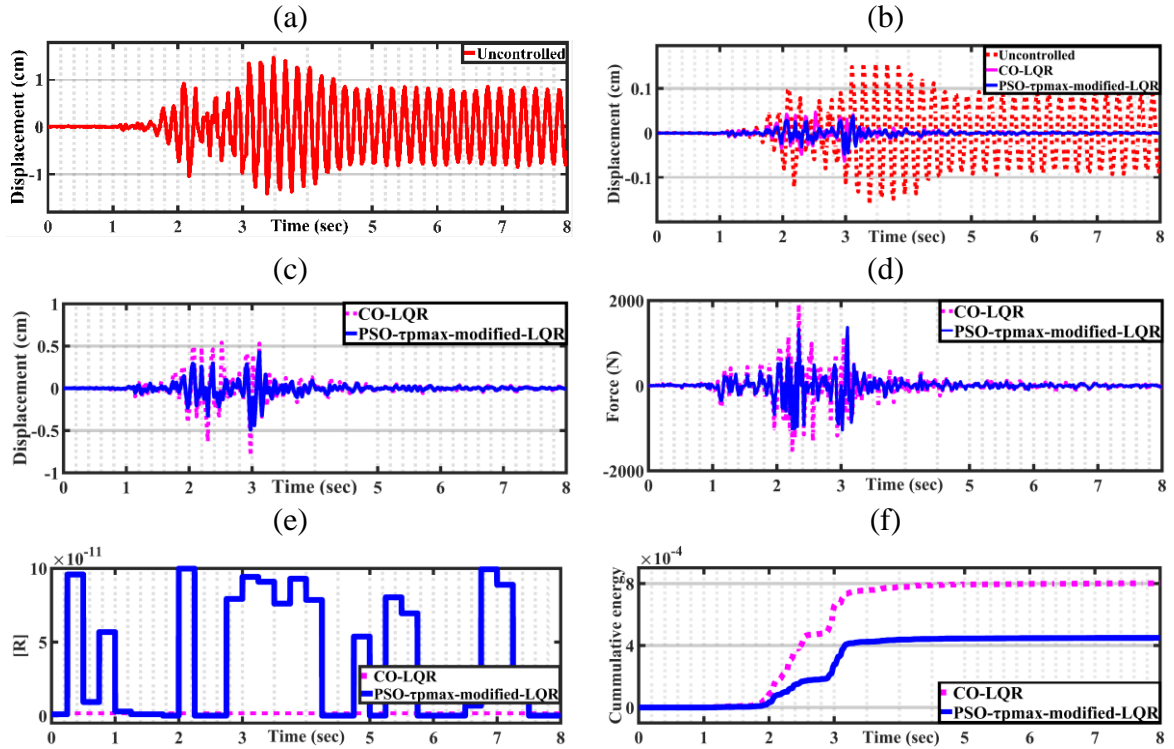 (a)
Uncontrolled
Displacement (cm)
1
0
-1
0 1 2 3 4 5 6 7 8
Time (sec)
(b)
Uncontrolled
CO-LQR
PSO-τpmax-modified-LQR
Displacement (cm)
0.1
0
-0.1
0 1 2 3 4 5 6 7 8
Time (sec)
(c)
CO-LQR
PSO-τpmax-modified-LQR
Displacement (cm)
1
0.5
0
-0.5
-1
0 1 2 3 4 5 6 7 8
Time (sec)
(d)
CO-LQR
PSO-τpmax-modified-LQR
Force (N)
2000
0
-2000
0 1 2 3 4 5 6 7 8
Time (sec)
(e)
×10⁻¹¹
[R]
10
5
0
CO-LQR
PSO-τpmax-modified-LQR
0 1 2 3 4 5 6 7 8
Time (sec)
(f)
×10⁻⁴
Cummulative energy
8
4
0
CO-LQR
PSO-τpmax-modified-LQR
0 1 2 3 4 5 6 7 8
Time (sec)